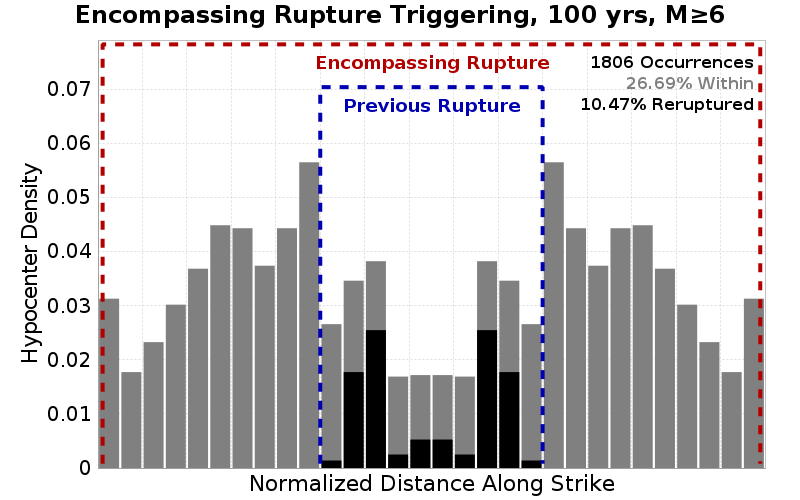 Encompassing Rupture Triggering, 100 yrs, M≥6
Encompassing Rupture
1806 Occurrences
26.69% Within
10.47% Reruptured
Previous Rupture
Hypocenter Density
0.07
0.06
0.05
0.04
0.03
0.02
0.01
0
Normalized Distance Along Strike